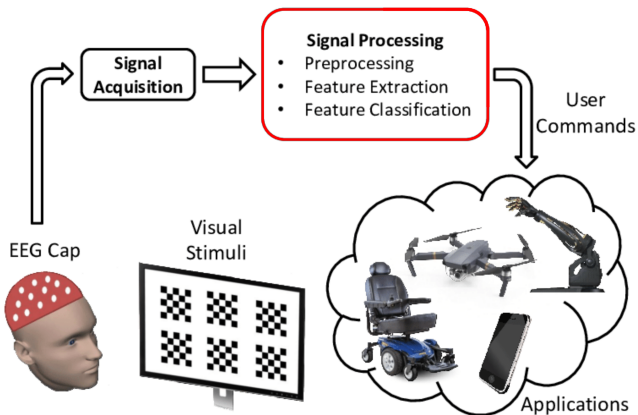 Signal
Acquisition
Signal Processing
• Preprocessing
• Feature Extraction
• Feature Classification
User
Commands
EEG Cap
Visual
Stimuli
Applications